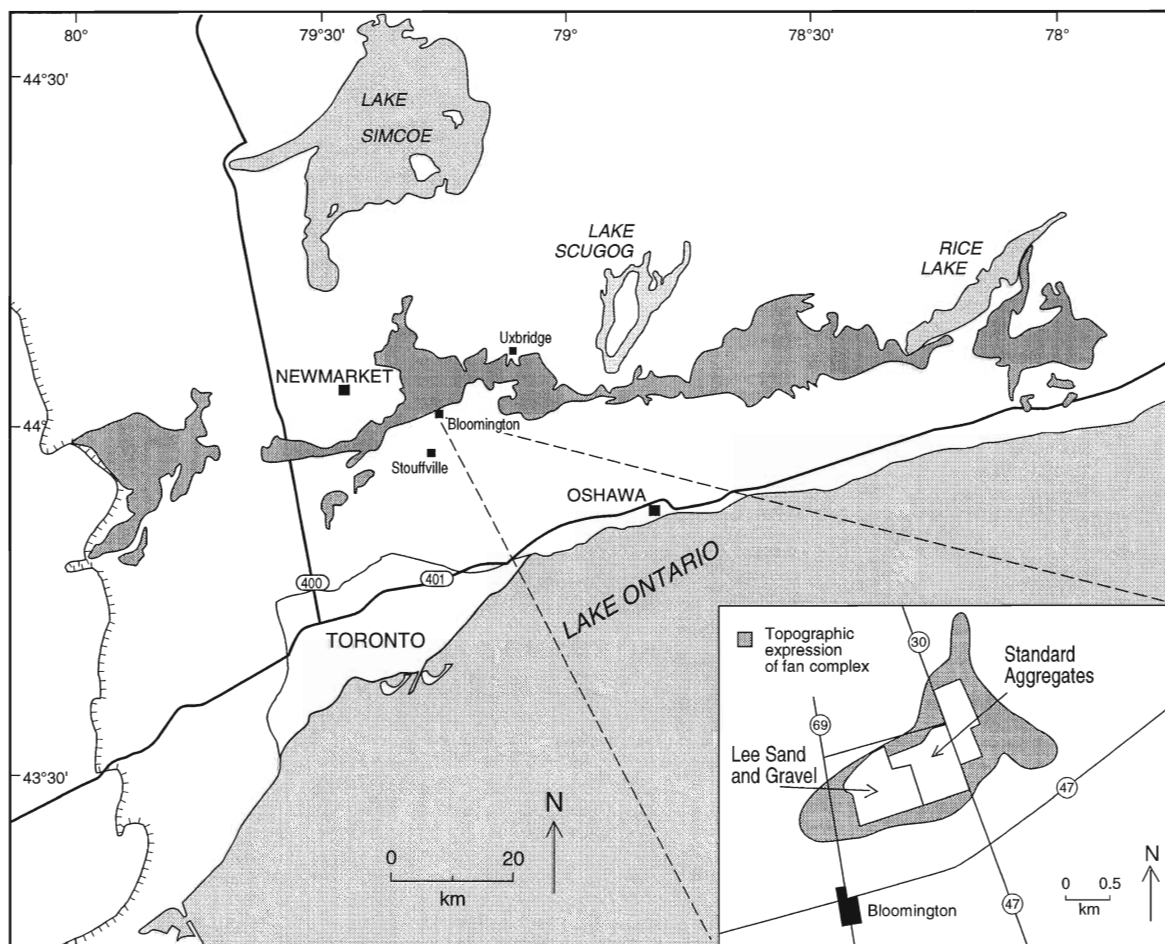 80°
79°30'
79°
78°30'
78°
44°30'
LAKE
SIMCOE
LAKE
SCUGOG
RICE
LAKE
Uxbridge
NEWMARKET
44°00'
Bloomington
Stouffville
OSHAWA
400
401
LAKE ONTARIO
TORONTO
43°30'
N
0 20
km
Topographic
expression
of fan complex
30
Standard
Aggregates
69
Lee Sand
and Gravel
47
N
0 0.5
km
Bloomington
47